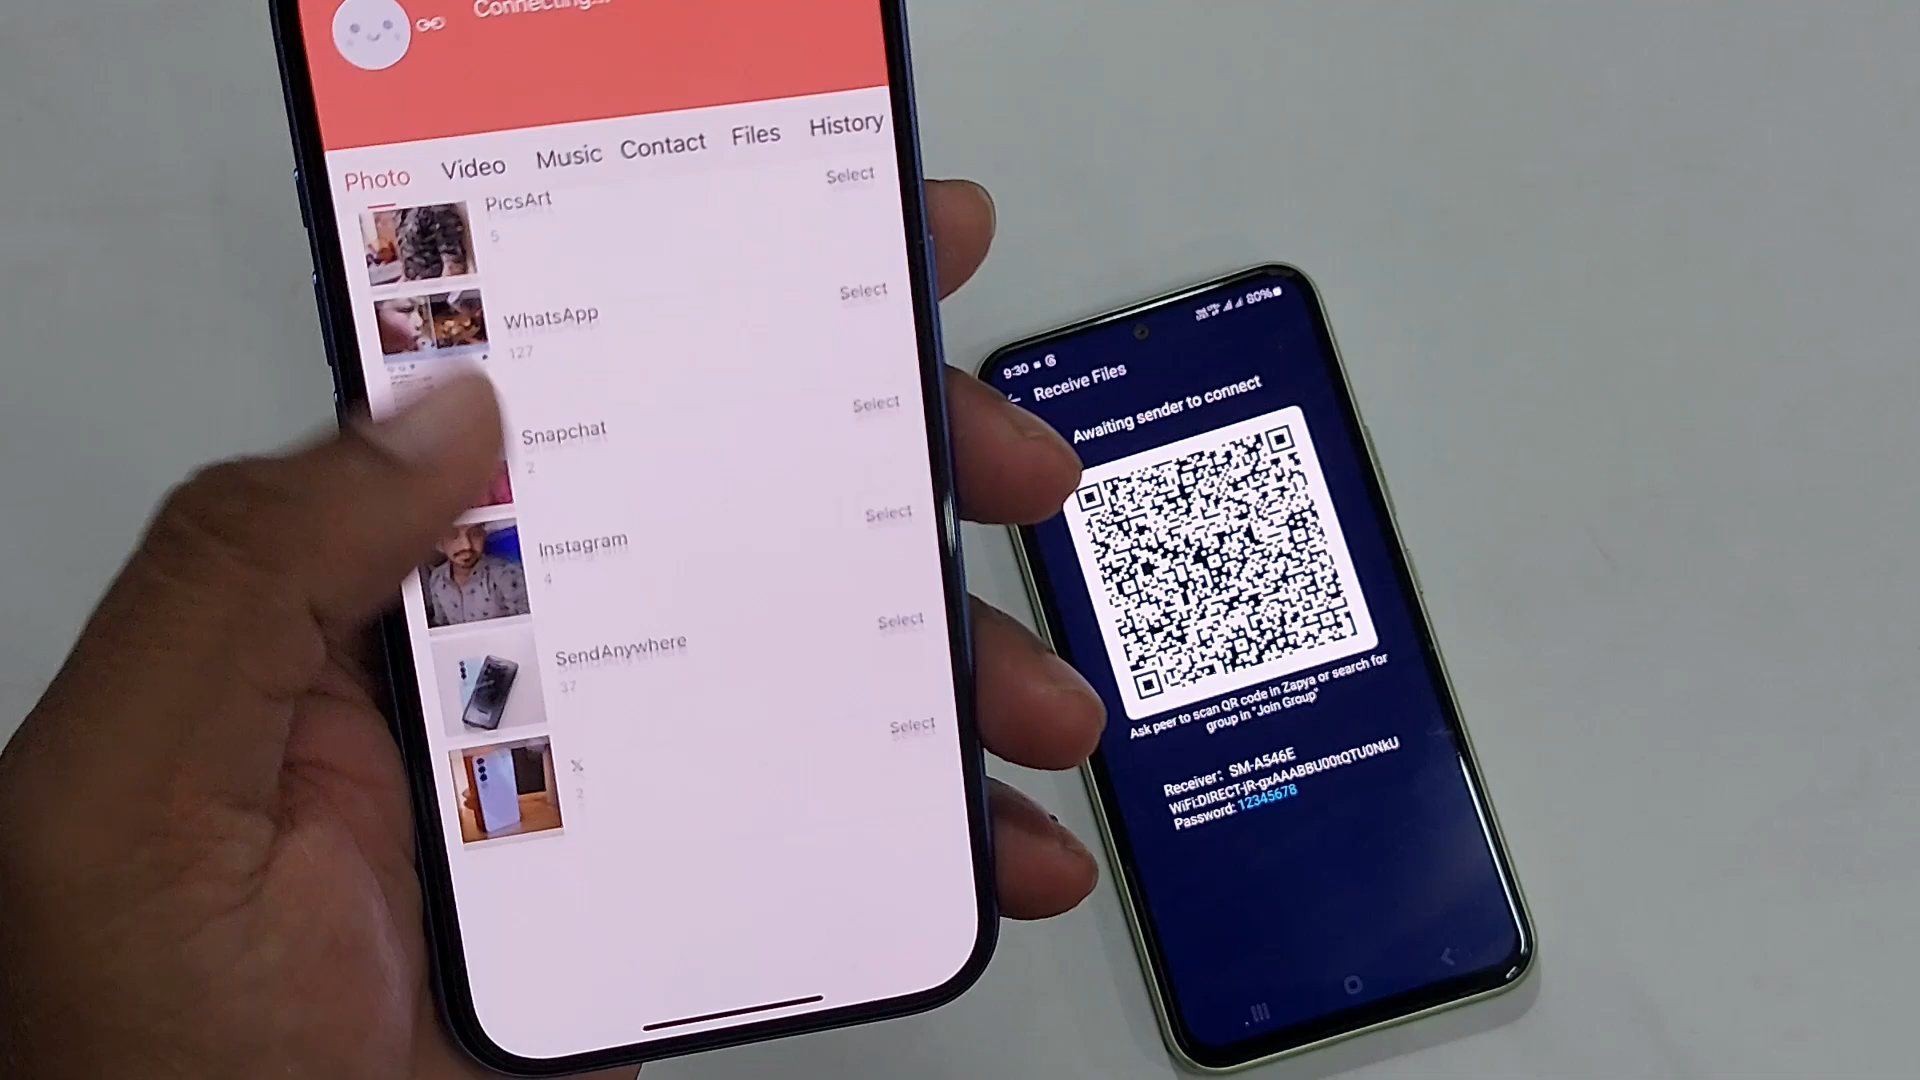 Connecting...
Photo Video Music Contact Files History
PicsArt
5
Select
WhatsApp
127
Select
Snapchat
2
Select
Instagram
4
Select
SendAnywhere
37
Select
X
2
Select
9:30
80%
Receive Files
Awaiting sender to connect
Ask peer to scan QR code in Zapya or search for
group in "Join Group"
Receiver: SM-A546E
WiFi:DIRECT-jR-gxAAABBU00tQTU0NkU
Password: 12345678